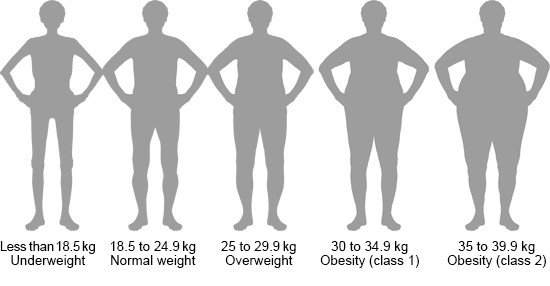 Less than 18.5 kg
Underweight
18.5 to 24.9 kg
Normal weight
25 to 29.9 kg
Overweight
30 to 34.9 kg
Obesity (class 1)
35 to 39.9 kg
Obesity (class 2)